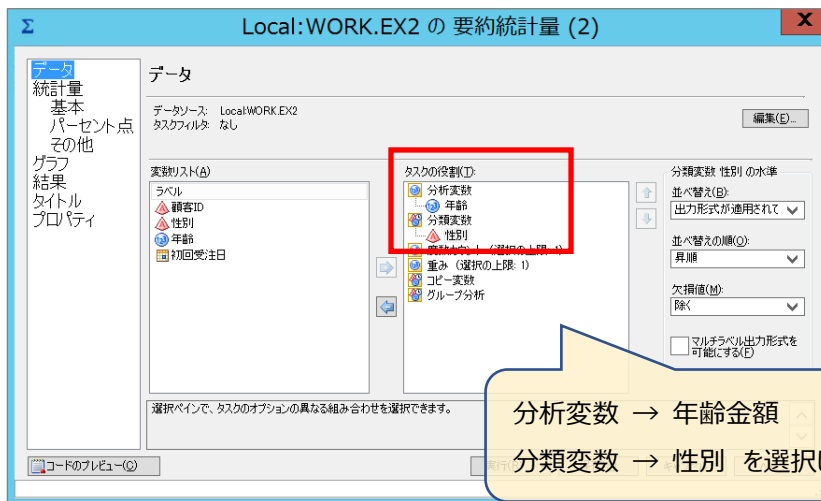 Local:WORK.EX2 の 要約統計量 (2)
X
データ
統計量
基本
パーセント点
その他
グラフ
結果
タイトル
プロパティ
データ
データソース: Local:WORK.EX2
タスクフィルタ: なし
編集(E)...
変数リスト(A)
ラベル
顧客ID
性別
年齢
初回受注日
タスクの役割(T):
分析変数
年齢
分類変数
性別
度数カウント (選択の上限: 1)
重み (選択の上限: 1)
コピー変数
グループ分析
分類変数 性別 の水準
並べ替え(B):
出力形式が適用されて
並べ替えの順(O):
昇順
欠損値(M):
除く
マルチラベル出力形式を
可能にする(F)
選択ペインで、タスクのオプションの異なる組み合わせを選択できます。
分析変数 → 年齢金額
分類変数 → 性別 を選択
コードのプレビュー(C)